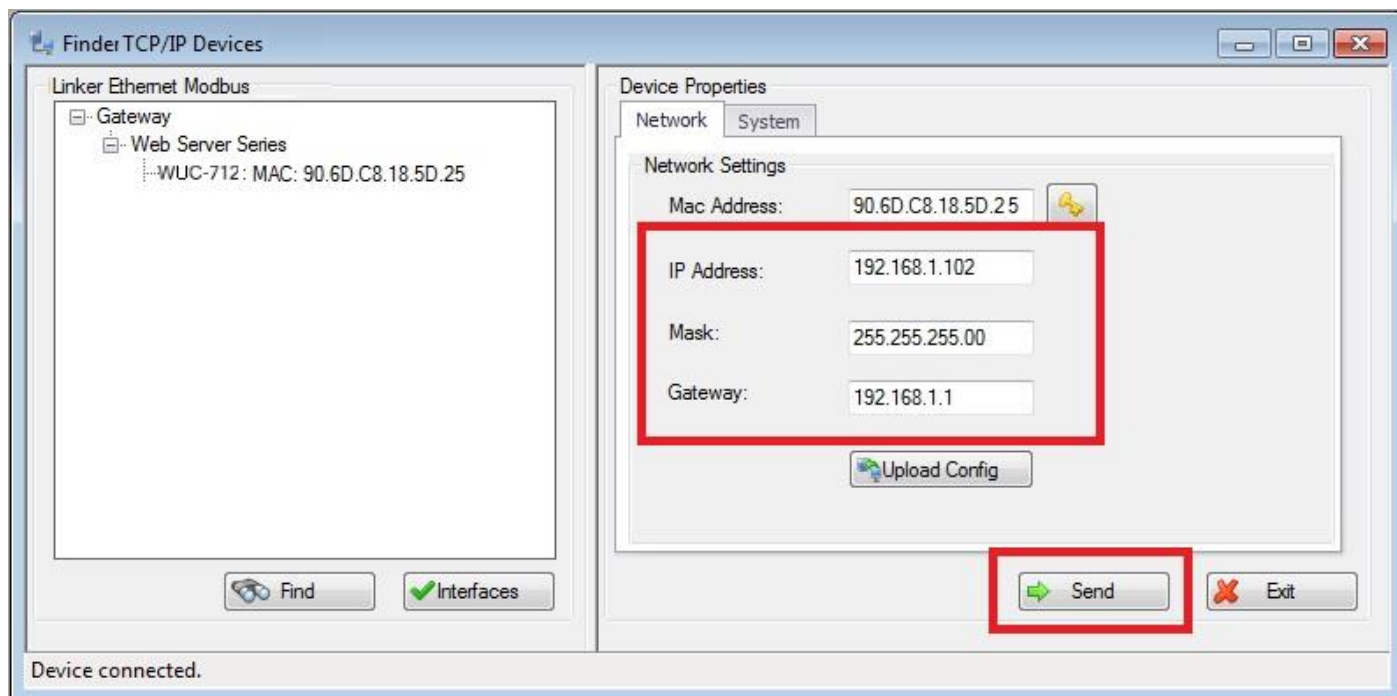 Finder TCP/IP Devices
Linker Ethernet Modbus
Gateway
Web Server Series
WUC-712: MAC: 90.6D.C8.18.5D.25
Find
Interfaces
Device Properties
Network
System
Network Settings
Mac Address: 90.6D.C8.18.5D.25
IP Address: 192.168.1.102
Mask: 255.255.255.00
Gateway: 192.168.1.1
Upload Config
Send
Exit
Device connected.